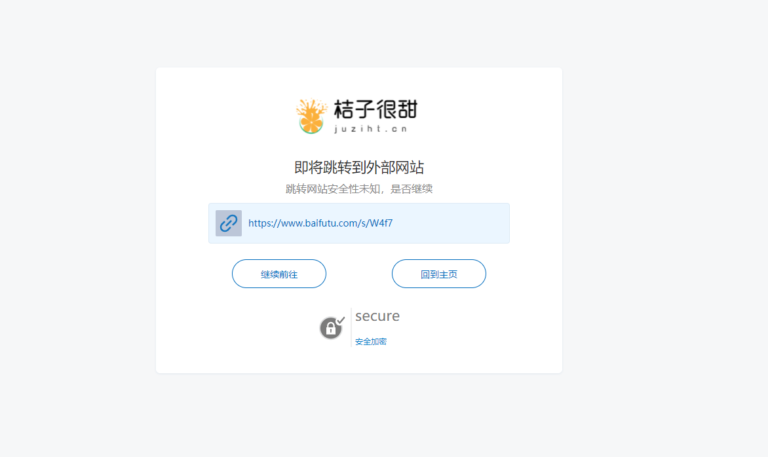 桔子很甜
juziht.cn
即将跳转到外部网站
跳转网站安全性未知，是否继续
https://www.baifutu.com/s/W4f7
继续前往
回到主页
secure
安全加密